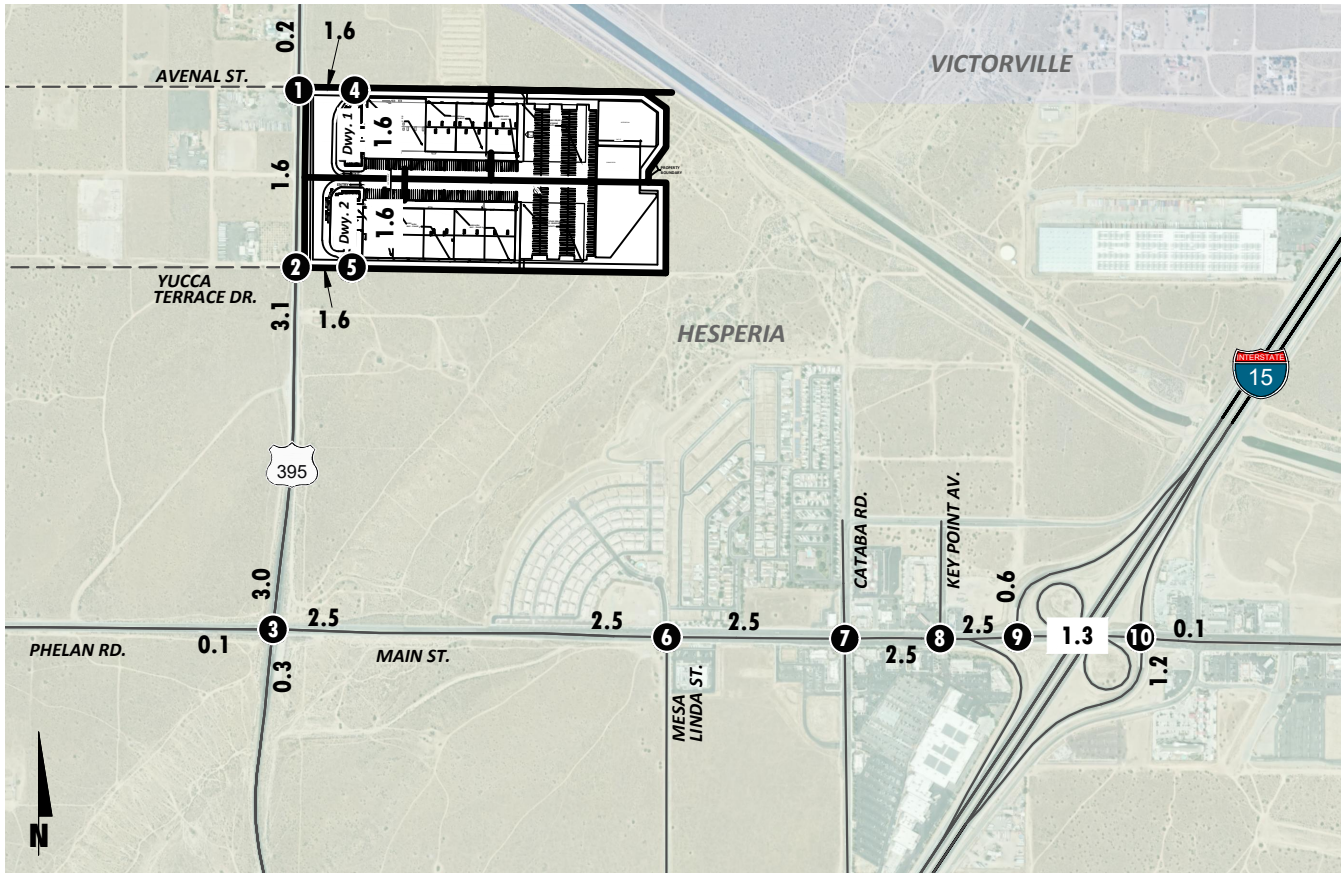 0.2
1.6
VICTORVILLE
AVENAL ST.
1
4
Dwy. 1
1.6
1.6
PROPERTY
BOUNDARY
Dwy. 2
1.6
2
5
YUCCA
TERRACE DR.
3.1
1.6
HESPERIA
INTERSTATE
15
395
CATABA RD.
KEY POINT AV.
3.0
0.6
3
2.5
2.5
6
2.5
7
8
2.5
9
1.3
10
0.1
PHELAN RD.
0.1
0.3
MAIN ST.
2.5
1.2
MESA
LINDA ST.
N